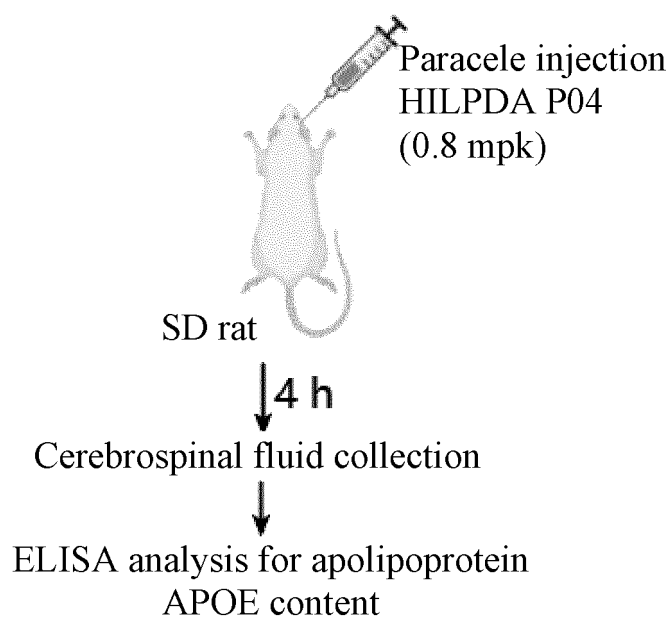 Paracele injection
HILPDA P04
(0.8 mpk)
SD rat
4 h
Cerebrospinal fluid collection
ELISA analysis for apolipoprotein
APOE content